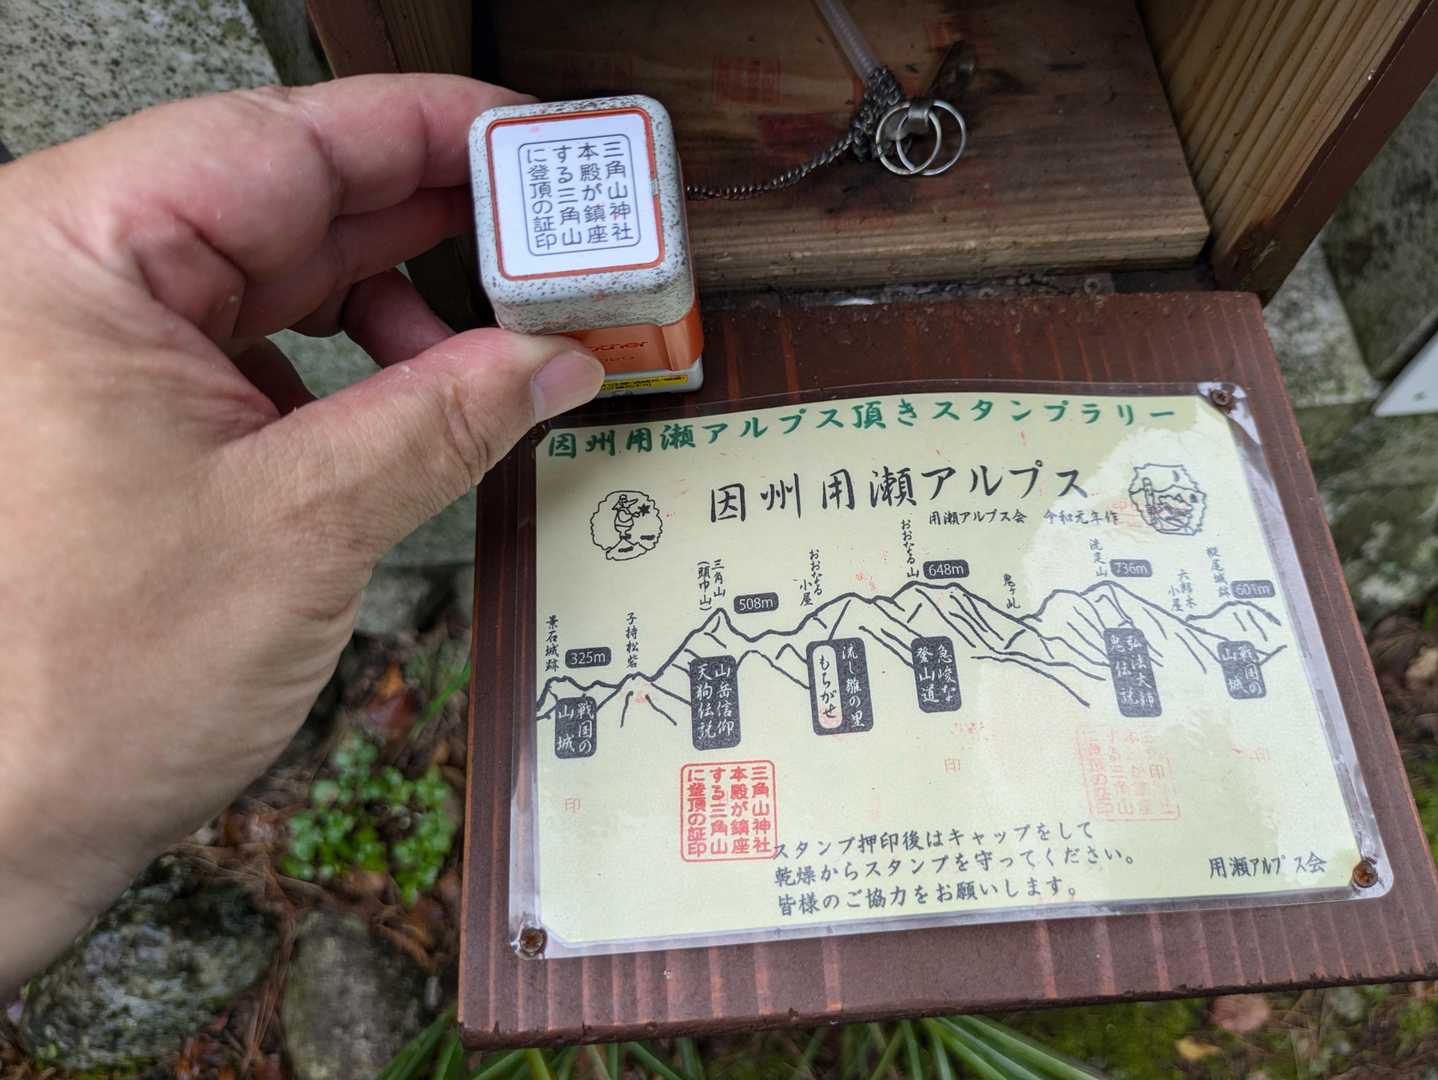 三角山神社
本殿が鎮座
する三角山
に登頂の証印
因州用瀬アルプス頂きスタンプラリー
因州用瀬アルプス
用瀬アルプス会 令和元年作
景石城跡
325m
戦国の
山城
子持松砦
三角山
(頭巾山)
508m
山岳信仰
天狗伝説
おおなる
小屋
流し雛の里
もちがせ
おおなる山
648m
急峻な
登山道
洗足山
736m
弘法大師
鬼伝説
六郎木
小屋
601m
戦国の
山城
印
印
印
印
三角山神社
本殿が鎮座
する三角山
に登頂の証印
スタンプ押印後はキャップをして
乾燥からスタンプを守ってください。
皆様のご協力をお願いします。
用瀬アルプス会